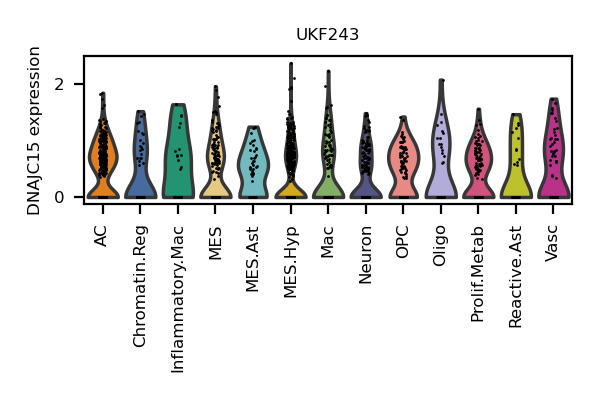 UKF243
DNAJC15 expression
2
0
AC
Chromatin.Reg
Inflammatory.Mac
MES
MES.Ast
MES.Hyp
Mac
Neuron
OPC
Oligo
Prolif.Metab
Reactive.Ast
Vasc